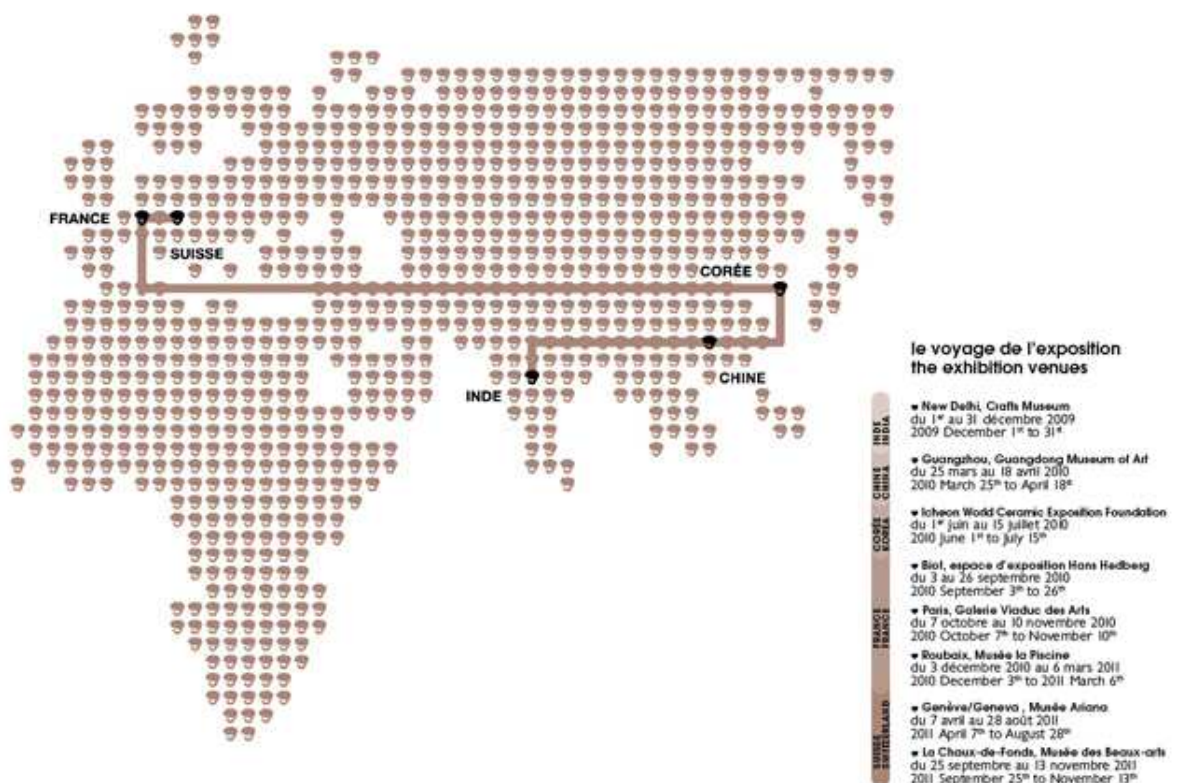 FRANCE
SUISSE
CORÉE
CHINE
INDE
le voyage de l'exposition
the exhibition venues
INDE
INDIA
New Delhi, Crafts Museum
du 1er au 31 décembre 2009
2009 December 1st to 31st
CHINE
CHINA
Guangzhou, Guangdong Museum of Art
du 25 mars au 18 avril 2010
2010 March 25th to April 18th
CORÉE
KOREA
Icheon World Ceramic Exposition Foundation
du 1er juin au 15 juillet 2010
2010 June 1st to July 15th
FRANCE
FRANCE
Biot, espace d'exposition Hans Hedberg
du 3 au 26 septembre 2010
2010 September 3th to 26th
Paris, Galerie Viaduc des Arts
du 7 octobre au 10 novembre 2010
2010 October 7th to November 10th
Roubaix, Musée la Piscine
du 3 décembre 2010 au 6 mars 2011
2010 December 3th to 2011 March 6th
SUISSE
SWITZERLAND
Genève/Geneva , Musée Ariana
du 7 avril au 28 août 2011
2011 April 7th to August 28th
La Chaux-de-Fonds, Musée des Beaux-arts
du 25 septembre au 13 novembre 2011
2011 September 25th to November 13th